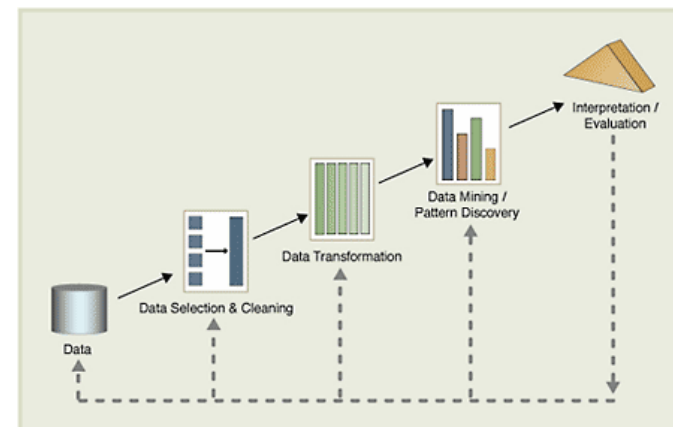 Interpretation /
Evaluation
Data Mining /
Pattern Discovery
Data Transformation
Data Selection & Cleaning
Data